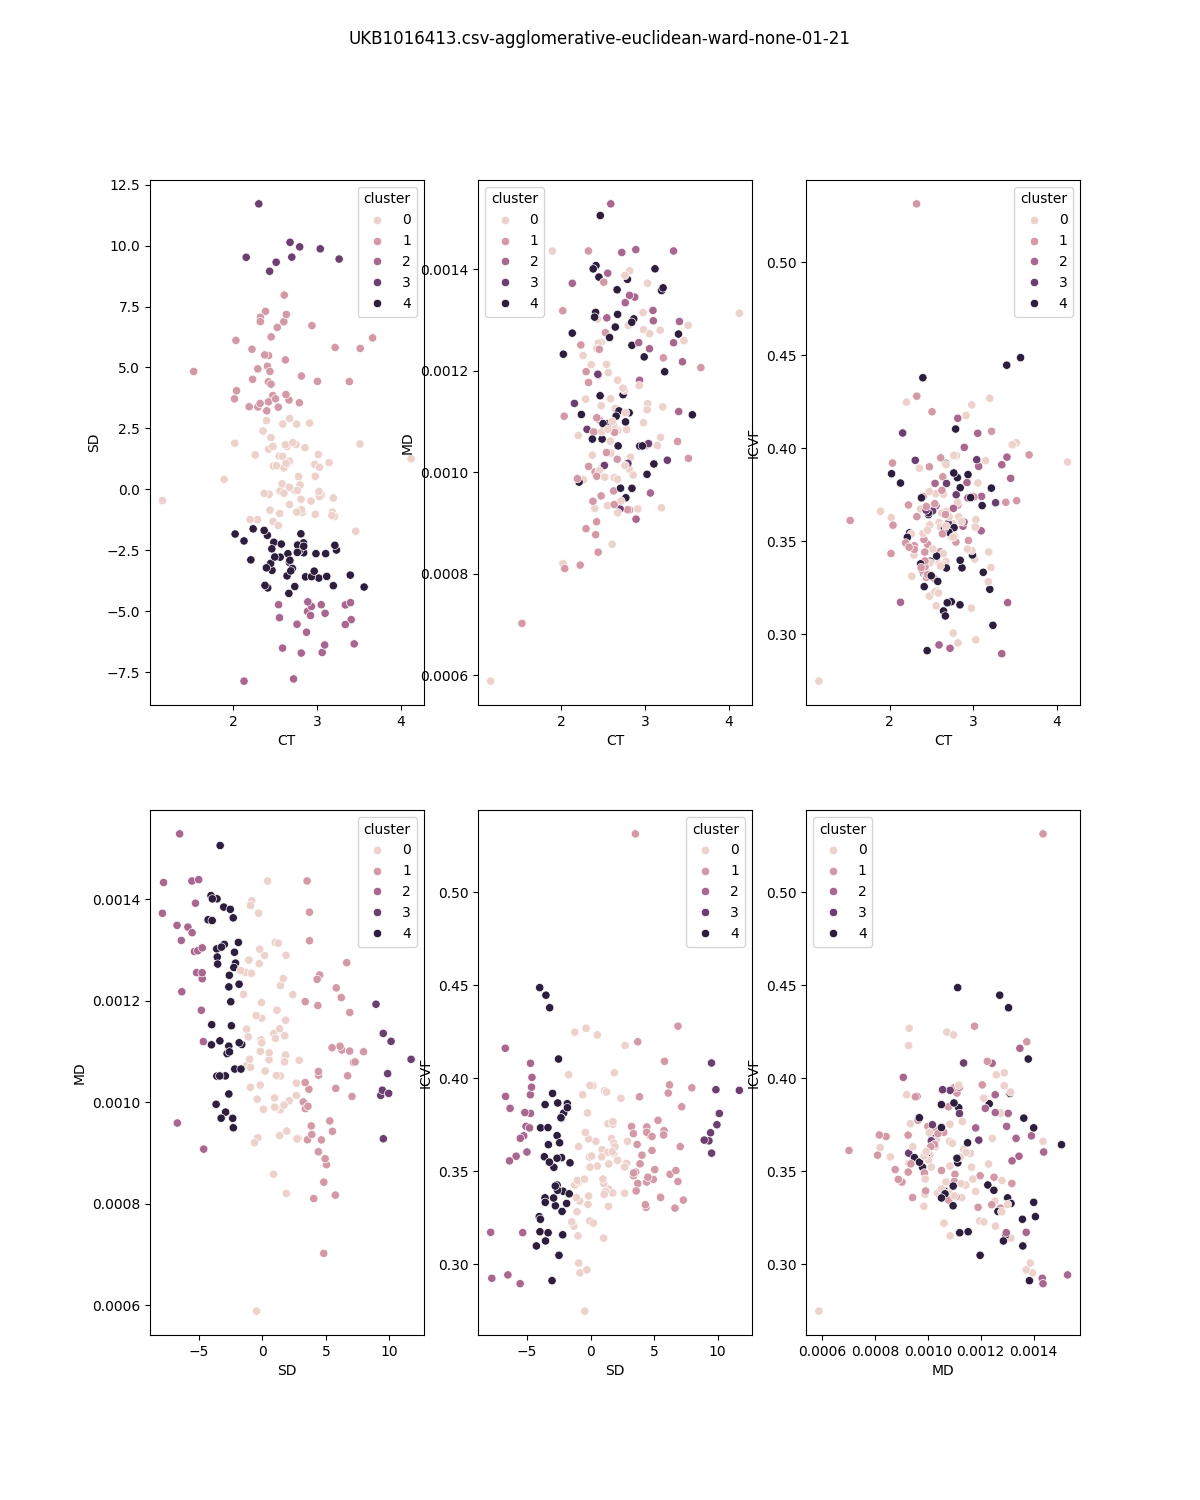 UKB1016413.csv-agglomerative-euclidean-ward-none-01-21
12.5
10.0
7.5
5.0
2.5
0.0
−2.5
−5.0
−7.5
SD
2 3 4
CT
cluster
0
1
2
3
4
0.0014
0.0012
0.0010
0.0008
0.0006
MD
2 3 4
CT
cluster
0
1
2
3
4
0.50
0.45
0.40
0.35
0.30
ICVF
2 3 4
CT
cluster
0
1
2
3
4
0.0014
0.0012
0.0010
0.0008
0.0006
MD
−5 0 5 10
SD
cluster
0
1
2
3
4
0.50
0.45
0.40
0.35
0.30
ICVF
−5 0 5 10
SD
cluster
0
1
2
3
4
0.50
0.45
0.40
0.35
0.30
ICVF
0.0006 0.0008 0.0010 0.0012 0.0014
MD
cluster
0
1
2
3
4